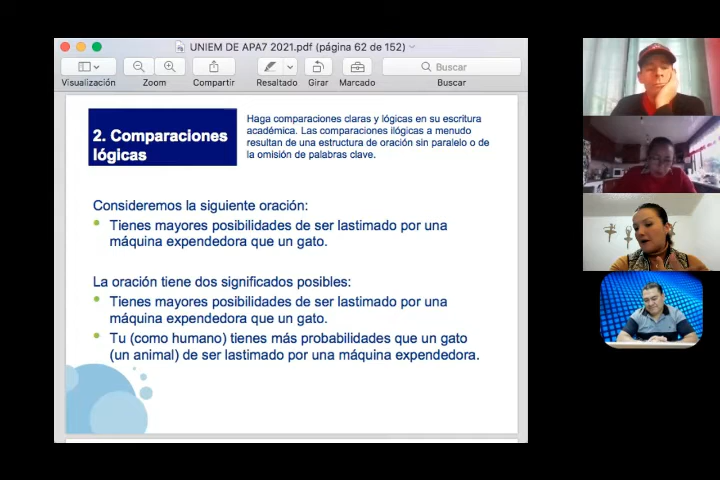 UNIEM DE APA7 2021.pdf (página 62 de 152)
Buscar
Visualización Zoom Compartir Resaltado Girar Marcado Buscar
2. Comparaciones
lógicas
Haga comparaciones claras y lógicas en su escritura
académica. Las comparaciones ilógicas a menudo
resultan de una estructura de oración sin paralelo o de
la omisión de palabras clave.
Consideremos la siguiente oración:
Tienes mayores posibilidades de ser lastimado por una
máquina expendedora que un gato.
La oración tiene dos significados posibles:
Tienes mayores posibilidades de ser lastimado por una
máquina expendedora que un gato.
Tu (como humano) tienes más probabilidades que un gato
(un animal) de ser lastimado por una máquina expendedora.